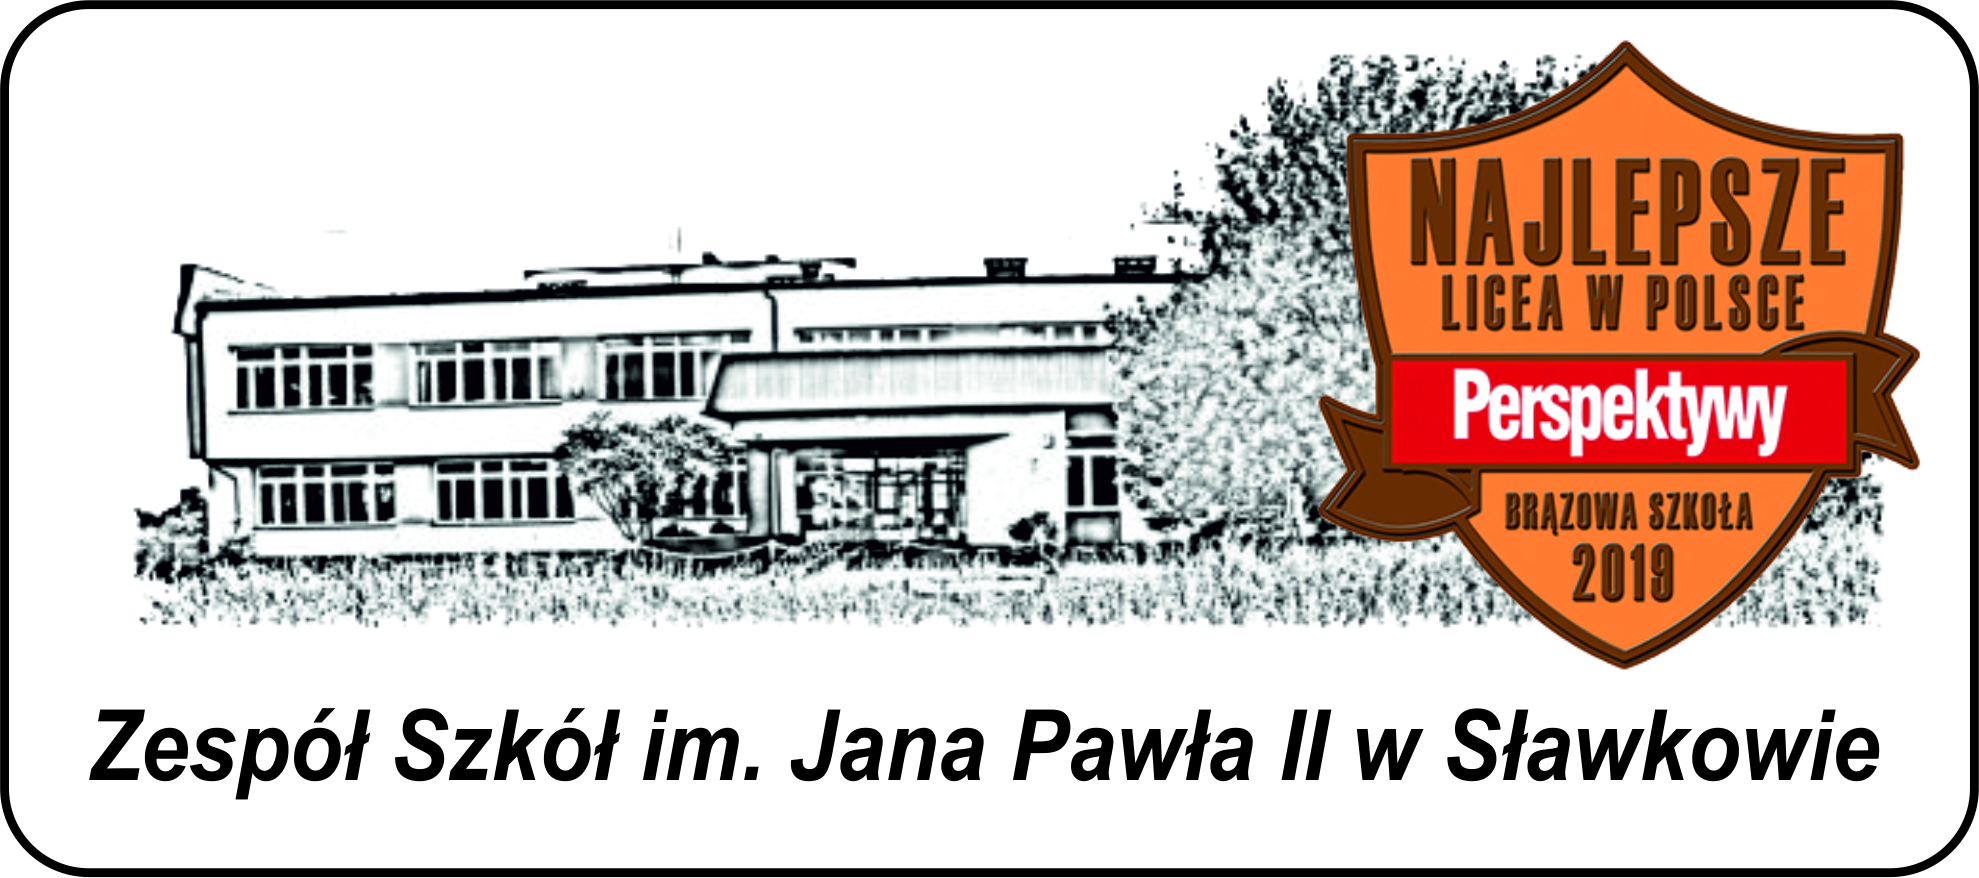 NAJLEPSZE
LICEA W POLSCE
Perspektywy
BRĄZOWA SZKOŁA
2019
Zespół Szkół im. Jana Pawła II w Sławkowie